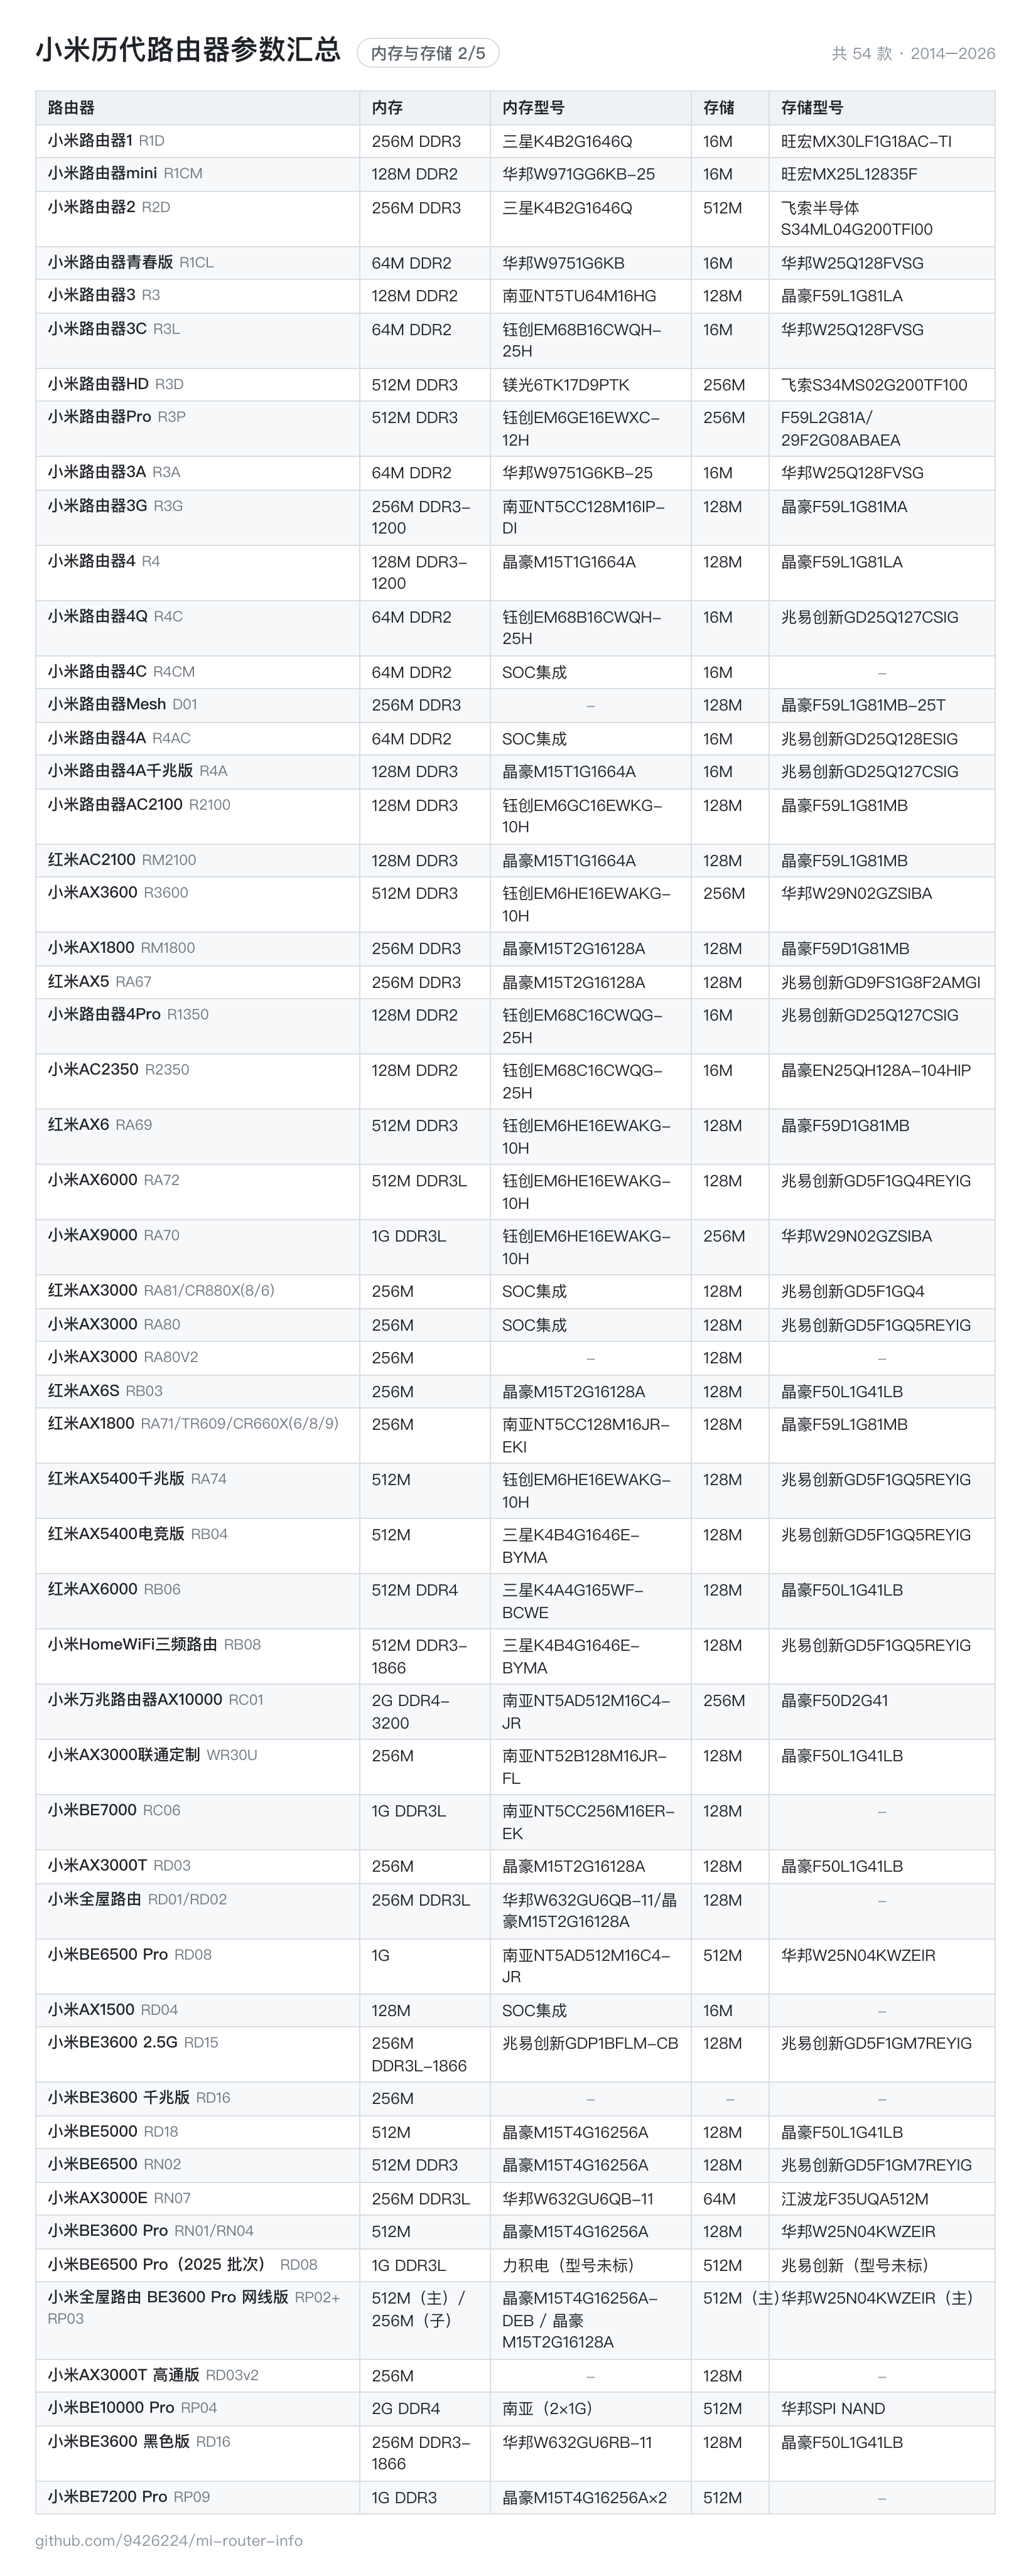 小米历代路由器参数汇总 内存与存储 2/5 共 54 款 · 2014—2026
路由器 内存 内存型号 存储 存储型号
小米路由器1 R1D 256M DDR3 三星K4B2G1646Q 16M 旺宏MX30LF1G18AC-TI
小米路由器mini R1CM 128M DDR2 华邦W971GG6KB-25 16M 旺宏MX25L12835F
小米路由器2 R2D 256M DDR3 三星K4B2G1646Q 512M 飞索半导体
S34ML04G200TFI00
小米路由器青春版 R1CL 64M DDR2 华邦W9751G6KB 16M 华邦W25Q128FVSG
小米路由器3 R3 128M DDR2 南亚NT5TU64M16HG 128M 晶豪F59L1G81LA
小米路由器3C R3L 64M DDR2 钰创EM68B16CWQH- 16M 华邦W25Q128FVSG
25H
小米路由器HD R3D 512M DDR3 镁光6TK17D9PTK 256M 飞索S34MS02G200TF100
小米路由器Pro R3P 512M DDR3 钰创EM6GE16EWXC- 256M F59L2G81A/
12H 29F2G08ABAEA
小米路由器3A R3A 64M DDR2 华邦W9751G6KB-25 16M 华邦W25Q128FVSG
小米路由器3G R3G 256M DDR3- 南亚NT5CC128M16IP- 128M 晶豪F59L1G81MA
1200 DI
小米路由器4 R4 128M DDR3- 晶豪M15T1G1664A 128M 晶豪F59L1G81LA
1200
小米路由器4Q R4C 64M DDR2 钰创EM68B16CWQH- 16M 兆易创新GD25Q127CSIG
25H
小米路由器4C R4CM 64M DDR2 SOC集成 16M –
小米路由器Mesh D01 256M DDR3 – 128M 晶豪F59L1G81MB-25T
小米路由器4A R4AC 64M DDR2 SOC集成 16M 兆易创新GD25Q128ESIG
小米路由器4A千兆版 R4A 128M DDR3 晶豪M15T1G1664A 16M 兆易创新GD25Q127CSIG
小米路由器AC2100 R2100 128M DDR3 钰创EM6GC16EWKG- 128M 晶豪F59L1G81MB
10H
红米AC2100 RM2100 128M DDR3 晶豪M15T1G1664A 128M 晶豪F59L1G81MB
小米AX3600 R3600 512M DDR3 钰创EM6HE16EWAKG- 256M 华邦W29N02GZSIBA
10H
小米AX1800 RM1800 256M DDR3 晶豪M15T2G16128A 128M 晶豪F59D1G81MB
红米AX5 RA67 256M DDR3 晶豪M15T2G16128A 128M 兆易创新GD9FS1G8F2AMGI
小米路由器4Pro R1350 128M DDR2 钰创EM68C16CWQG- 16M 兆易创新GD25Q127CSIG
25H
小米AC2350 R2350 128M DDR2 钰创EM68C16CWQG- 16M 晶豪EN25QH128A-104HIP
25H
红米AX6 RA69 512M DDR3 钰创EM6HE16EWAKG- 128M 晶豪F59D1G81MB
10H
小米AX6000 RA72 512M DDR3L 钰创EM6HE16EWAKG- 128M 兆易创新GD5F1GQ4REYIG
10H
小米AX9000 RA70 1G DDR3L 钰创EM6HE16EWAKG- 256M 华邦W29N02GZSIBA
10H
红米AX3000 RA81/CR880X(8/6) 256M SOC集成 128M 兆易创新GD5F1GQ4
小米AX3000 RA80 256M SOC集成 128M 兆易创新GD5F1GQ5REYIG
小米AX3000 RA80V2 256M – 128M –
红米AX6S RB03 256M 晶豪M15T2G16128A 128M 晶豪F50L1G41LB
红米AX1800 RA71/TR609/CR660X(6/8/9) 256M 南亚NT5CC128M16JR- 128M 晶豪F59L1G81MB
EKI
红米AX5400千兆版 RA74 512M 钰创EM6HE16EWAKG- 128M 兆易创新GD5F1GQ5REYIG
10H
红米AX5400电竞版 RB04 512M 三星K4B4G1646E- 128M 兆易创新GD5F1GQ5REYIG
BYMA
红米AX6000 RB06 512M DDR4 三星K4A4G165WF- 128M 晶豪F50L1G41LB
BCWE
小米HomeWiFi三频路由 RB08 512M DDR3- 三星K4B4G1646E- 128M 兆易创新GD5F1GQ5REYIG
1866 BYMA
小米万兆路由器AX10000 RC01 2G DDR4- 南亚NT5AD512M16C4- 256M 晶豪F50D2G41
3200 JR
小米AX3000联通定制 WR30U 256M 南亚NT52B128M16JR- 128M 晶豪F50L1G41LB
FL
小米BE7000 RC06 1G DDR3L 南亚NT5CC256M16ER- 128M –
EK
小米AX3000T RD03 256M 晶豪M15T2G16128A 128M 晶豪F50L1G41LB
小米全屋路由 RD01/RD02 256M DDR3L 华邦W632GU6QB-11/晶 128M –
豪M15T2G16128A
小米BE6500 Pro RD08 1G 南亚NT5AD512M16C4- 512M 华邦W25N04KWZEIR
JR
小米AX1500 RD04 128M SOC集成 16M –
小米BE3600 2.5G RD15 256M 兆易创新GDP1BFLM-CB 128M 兆易创新GD5F1GM7REYIG
DDR3L-1866
小米BE3600 千兆版 RD16 256M – – –
小米BE5000 RD18 512M 晶豪M15T4G16256A 128M 晶豪F50L1G41LB
小米BE6500 RN02 512M DDR3 晶豪M15T4G16256A 128M 兆易创新GD5F1GM7REYIG
小米AX3000E RN07 256M DDR3L 华邦W632GU6QB-11 64M 江波龙F35UQA512M
小米BE3600 Pro RN01/RN04 512M 晶豪M15T4G16256A 128M 华邦W25N04KWZEIR
小米BE6500 Pro（2025 批次） RD08 1G DDR3L 力积电（型号未标） 512M 兆易创新（型号未标）
小米全屋路由 BE3600 Pro 网线版 RP02+ 512M（主）/ 晶豪M15T4G16256A- 512M（主） 华邦W25N04KWZEIR（主）
RP03 256M（子） DEB / 晶豪
M15T2G16128A
小米AX3000T 高通版 RD03v2 256M – 128M –
小米BE10000 Pro RP04 2G DDR4 南亚（2×1G） 512M 华邦SPI NAND
小米BE3600 黑色版 RD16 256M DDR3- 华邦W632GU6RB-11 128M 晶豪F50L1G41LB
1866
小米BE7200 Pro RP09 1G DDR3 晶豪M15T4G16256A×2 512M –
github.com/9426224/mi-router-info